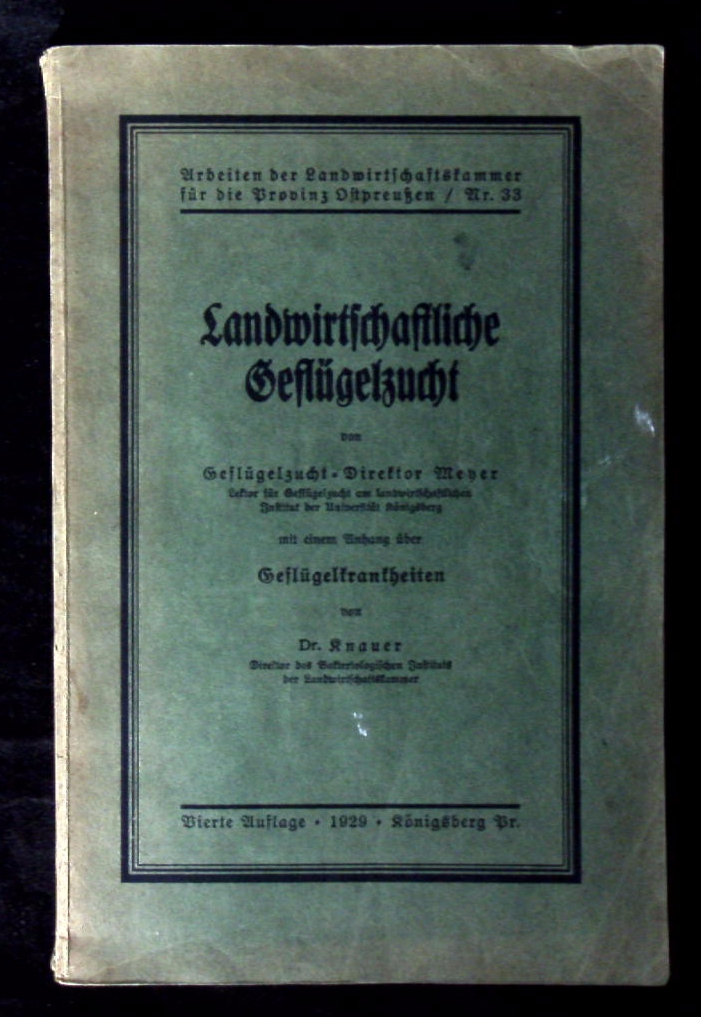 Arbeiten der Landwirtschaftskammer
für die Provinz Ostpreußen / Nr. 33
Landwirtschaftliche
Geflügelzucht
von
Geflügelzucht-Direktor Meyer
Lektor für Geflügelzucht am landwirtschaftlichen
Institut der Universität Königsberg
mit einem Anhang über
Geflügelkrankheiten
von
Dr. Knauer
Direktor des Bakteriologischen Instituts
der Landwirtschaftskammer
Vierte Auflage • 1929 • Königsberg Pr.